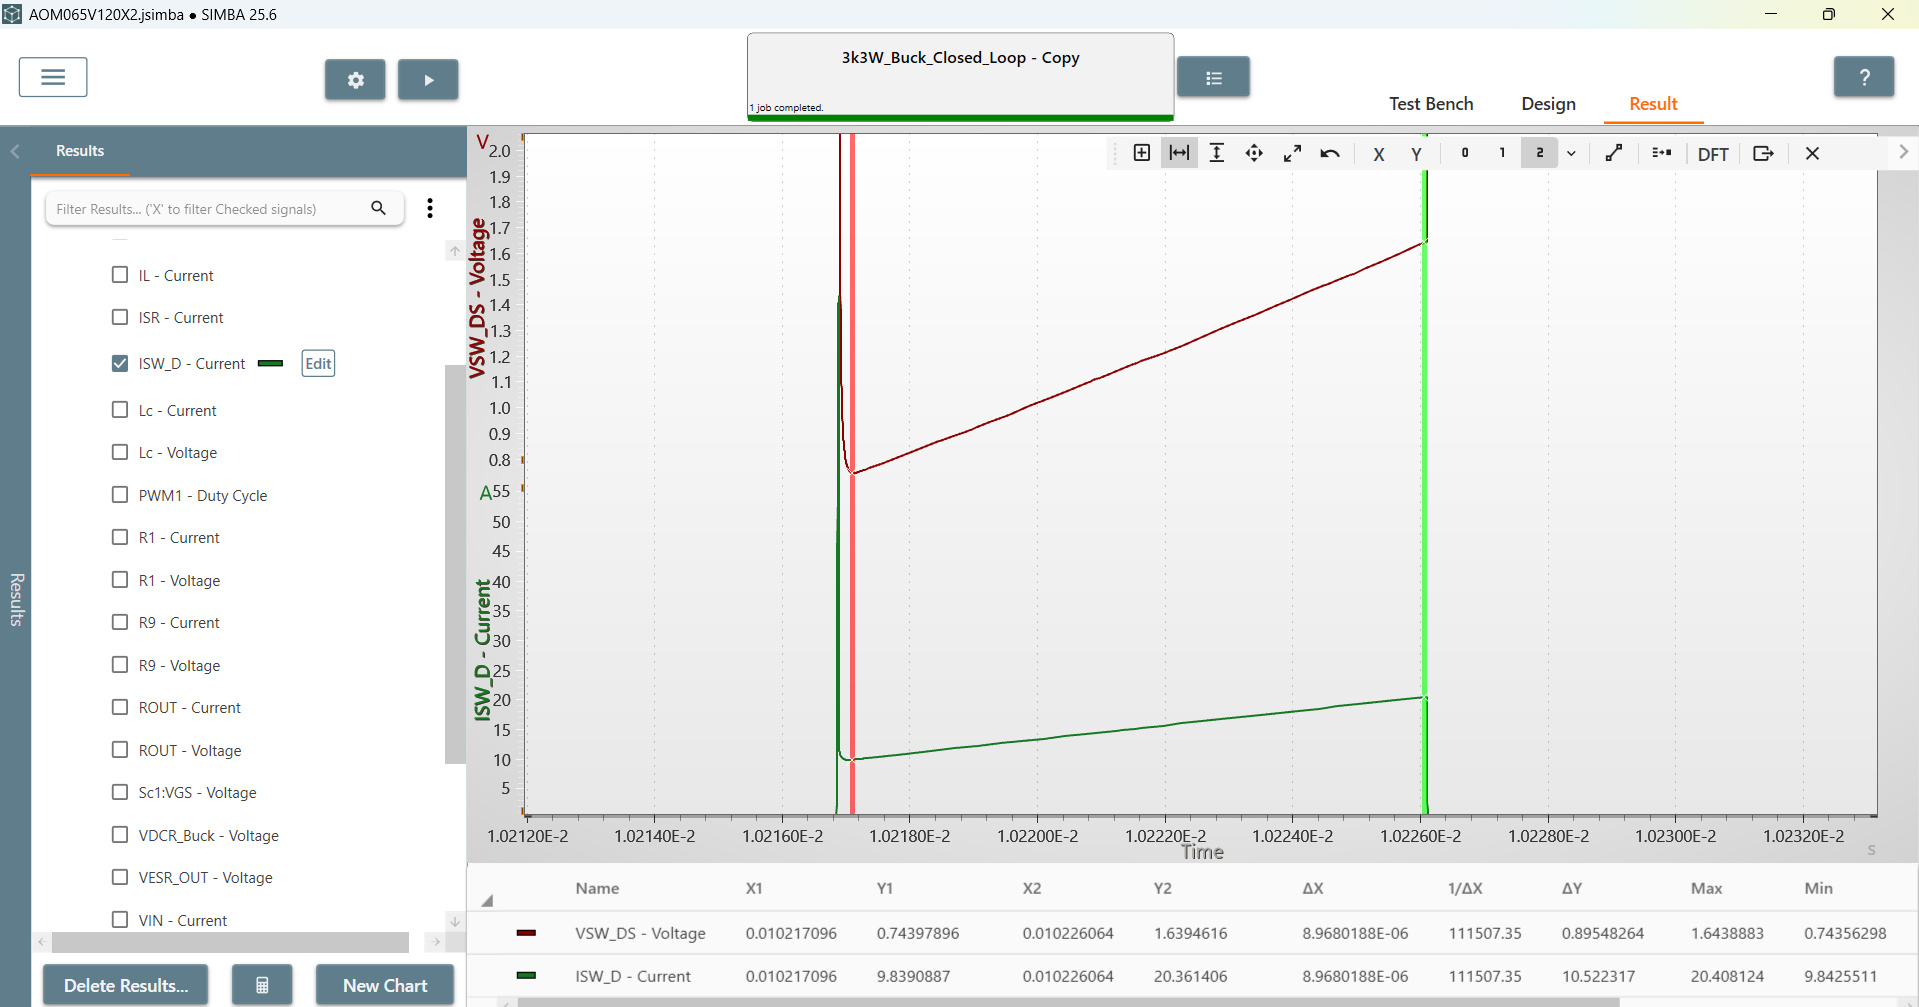 AOM065V120X2.jsimba ● SIMBA 25.6
3k3W_Buck_Closed_Loop - Copy
1 job completed.
Test Bench Design Result
?
Results
Filter Results... ('X' to filter Checked signals)
IL - Current
ISR - Current
ISW_D - Current Edit
Lc - Current
Lc - Voltage
PWM1 - Duty Cycle
R1 - Current
R1 - Voltage
R9 - Current
R9 - Voltage
ROUT - Current
ROUT - Voltage
Sc1:VGS - Voltage
VDCR_Buck - Voltage
VESR_OUT - Voltage
VIN - Current
Results
Delete Results... New Chart
X Y 0 1 2 DFT
V
VSW_DS - Voltage
2.0
1.9
1.8
1.7
1.6
1.5
1.4
1.3
1.2
1.1
1.0
0.9
0.8
A
ISW_D - Current
55
50
45
40
35
30
25
20
15
10
5
1.02120E-2 1.02140E-2 1.02160E-2 1.02180E-2 1.02200E-2 1.02220E-2 1.02240E-2 1.02260E-2 1.02280E-2 1.02300E-2 1.02320E-2
Time
s
Name X1 Y1 X2 Y2 ΔX 1/ΔX ΔY Max Min
VSW_DS - Voltage 0.010217096 0.74397896 0.010226064 1.6394616 8.9680188E-06 111507.35 0.89548264 1.6438883 0.74356298
ISW_D - Current 0.010217096 9.8390887 0.010226064 20.361406 8.9680188E-06 111507.35 10.522317 20.408124 9.8425511